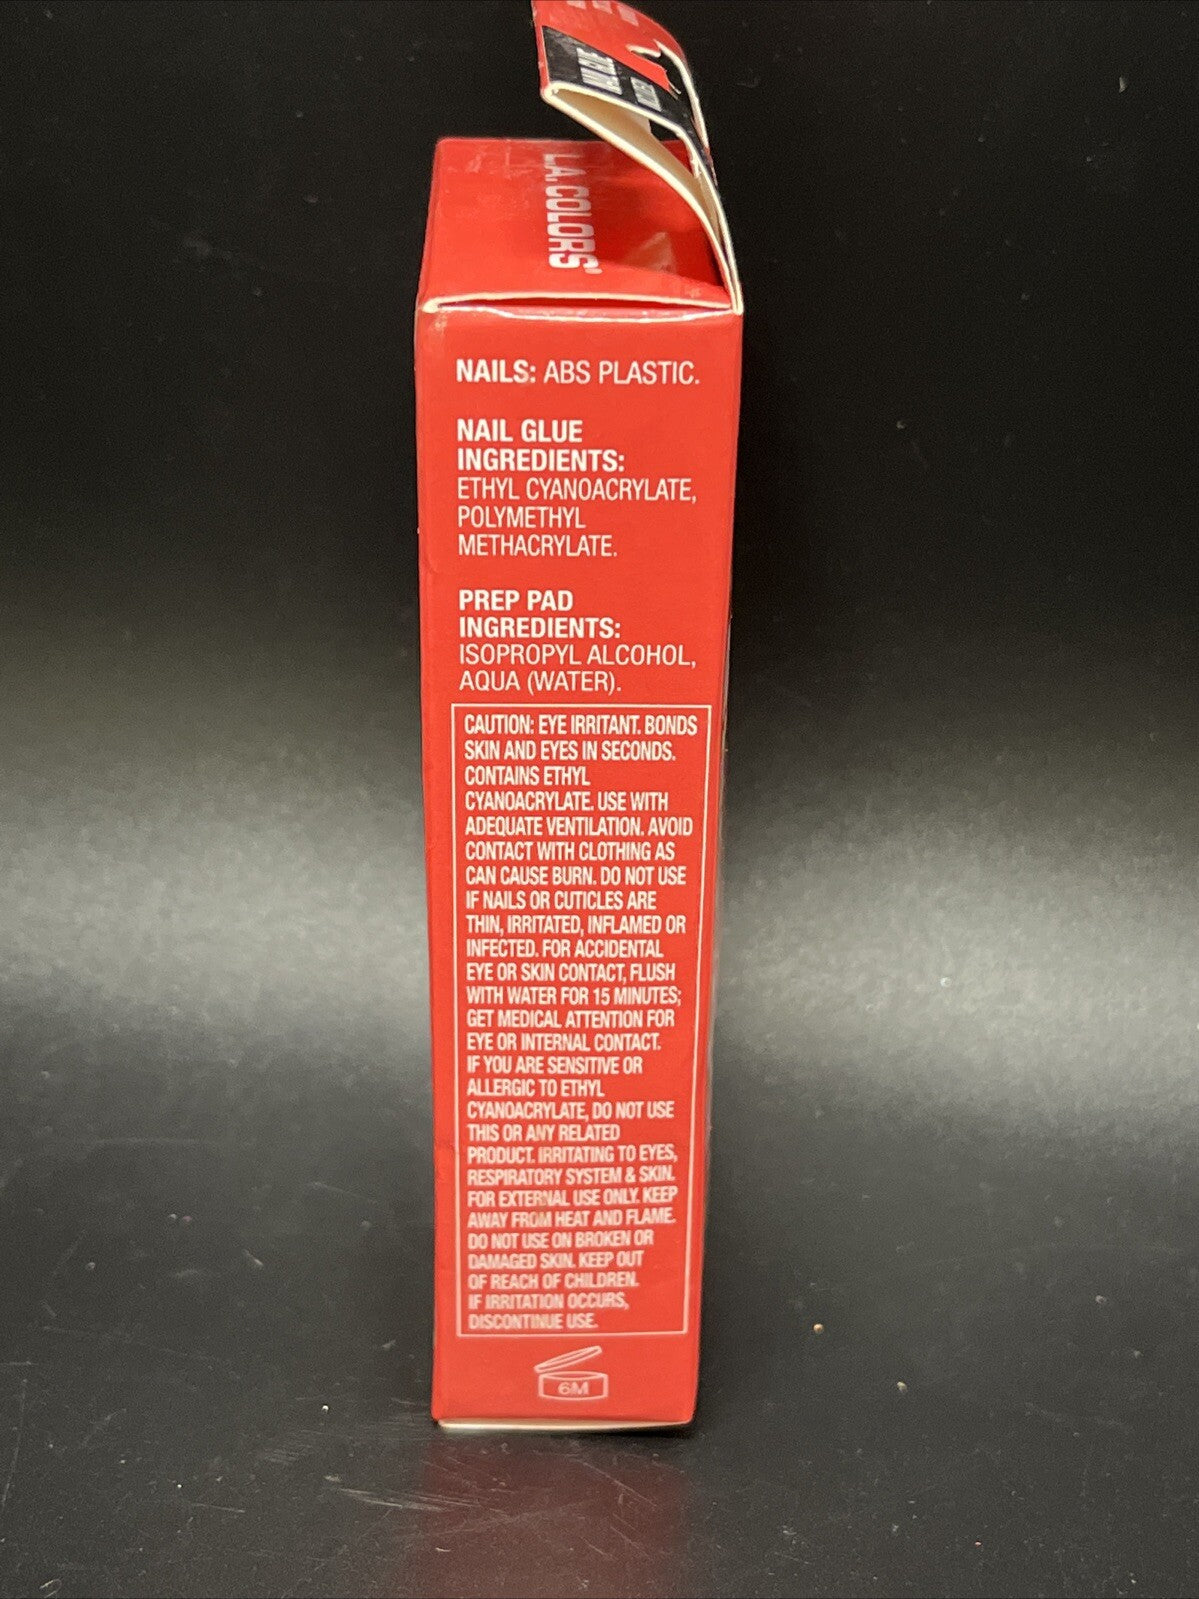 L.A. COLORS
NAILS: ABS PLASTIC.
NAIL GLUE
INGREDIENTS:
ETHYL CYANOACRYLATE,
POLYMETHYL
METHACRYLATE.
PREP PAD
INGREDIENTS:
ISOPROPYL ALCOHOL,
AQUA (WATER).
CAUTION: EYE IRRITANT. BONDS
SKIN AND EYES IN SECONDS.
CONTAINS ETHYL
CYANOACRYLATE. USE WITH
ADEQUATE VENTILATION. AVOID
CONTACT WITH CLOTHING AS
CAN CAUSE BURN. DO NOT USE
IF NAILS OR CUTICLES ARE
THIN, IRRITATED, INFLAMED OR
INFECTED. FOR ACCIDENTAL
EYE OR SKIN CONTACT, FLUSH
WITH WATER FOR 15 MINUTES;
GET MEDICAL ATTENTION FOR
EYE OR INTERNAL CONTACT.
IF YOU ARE SENSITIVE OR
ALLERGIC TO ETHYL
CYANOACRYLATE, DO NOT USE
THIS OR ANY RELATED
PRODUCT. IRRITATING TO EYES,
RESPIRATORY SYSTEM & SKIN.
FOR EXTERNAL USE ONLY. KEEP
AWAY FROM HEAT AND FLAME.
DO NOT USE ON BROKEN OR
DAMAGED SKIN. KEEP OUT
OF REACH OF CHILDREN.
IF IRRITATION OCCURS,
DISCONTINUE USE.
6M